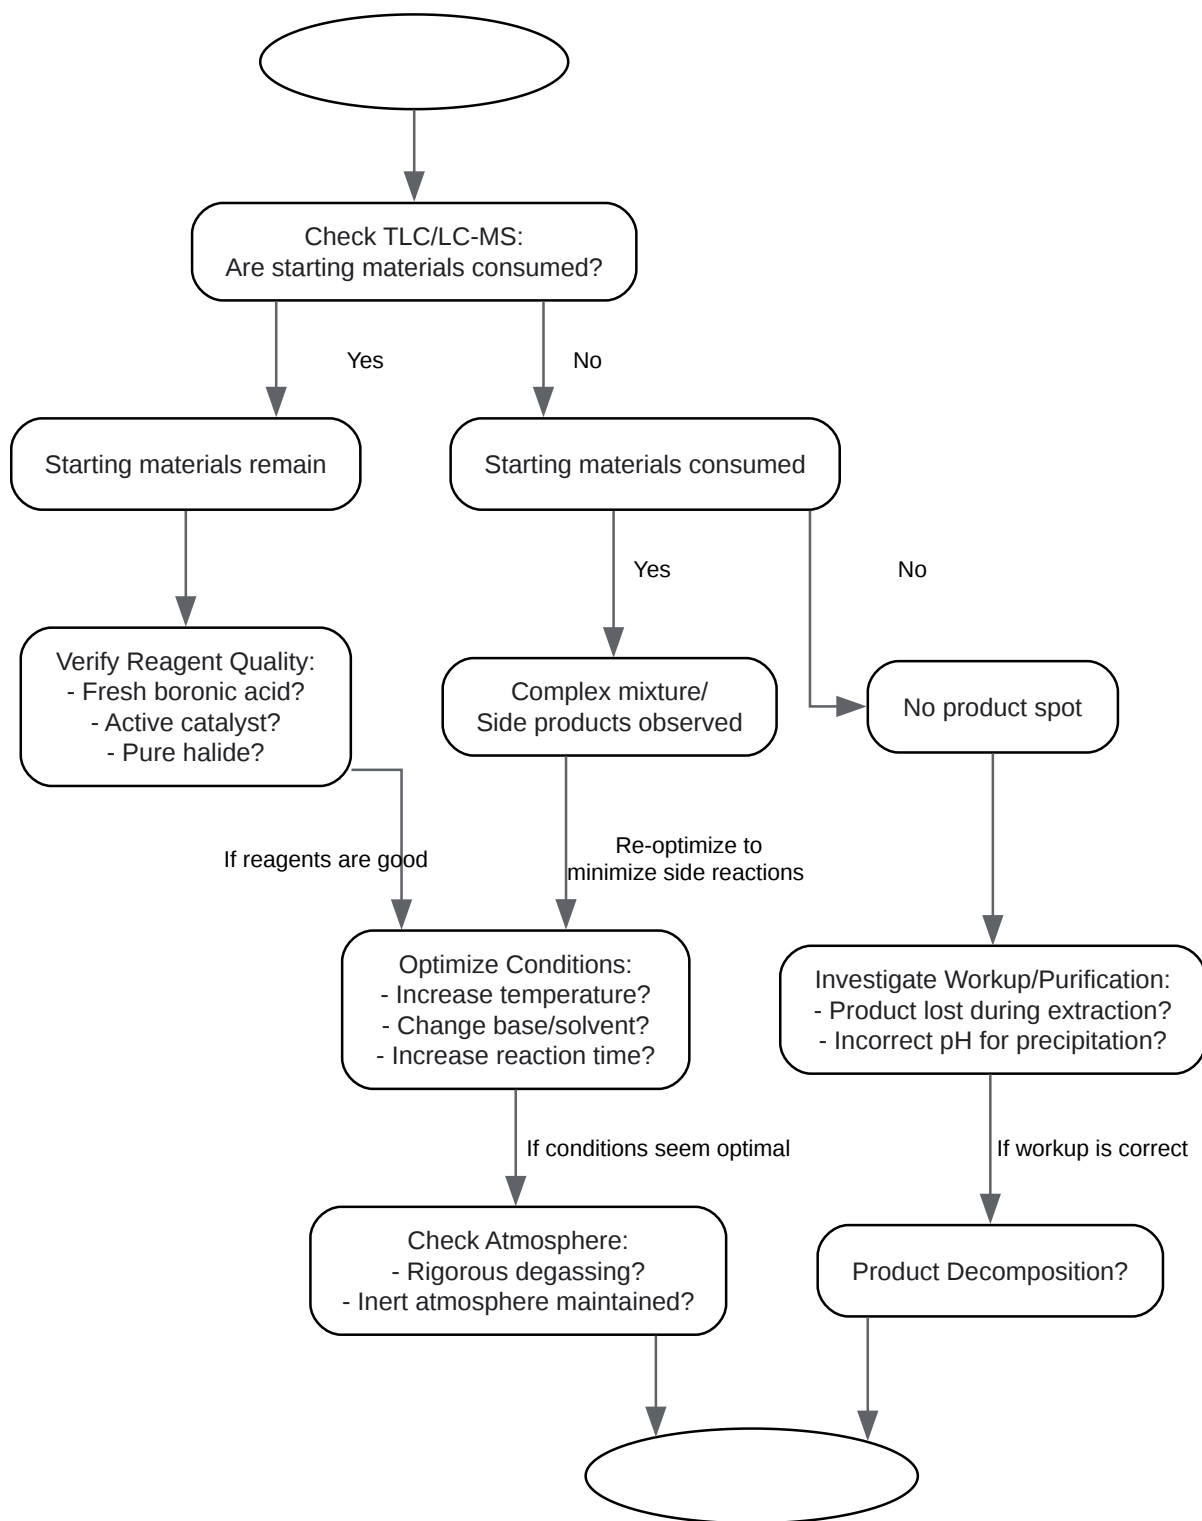 Check TLC/LC-MS:
Are starting materials consumed?
Yes
No
Starting materials remain
Starting materials consumed
Yes
No
Verify Reagent Quality:
- Fresh boronic acid?
- Active catalyst?
- Pure halide?
Complex mixture/
Side products observed
No product spot
If reagents are good
Re-optimize to
minimize side reactions
Optimize Conditions:
- Increase temperature?
- Change base/solvent?
- Increase reaction time?
Investigate Workup/Purification:
- Product lost during extraction?
- Incorrect pH for precipitation?
If conditions seem optimal
If workup is correct
Check Atmosphere:
- Rigorous degassing?
- Inert atmosphere maintained?
Product Decomposition?